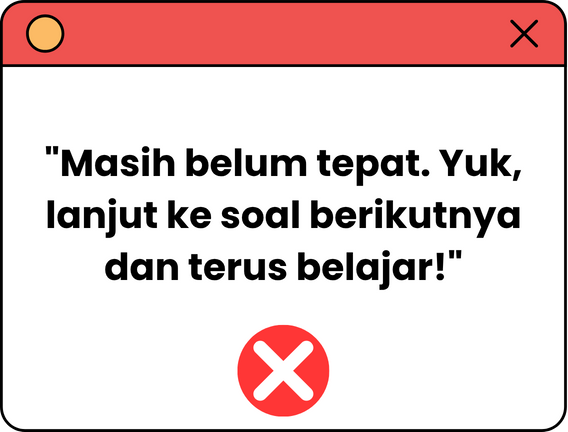 "Masih belum tepat. Yuk,
lanjut ke soal berikutnya
dan terus belajar!"